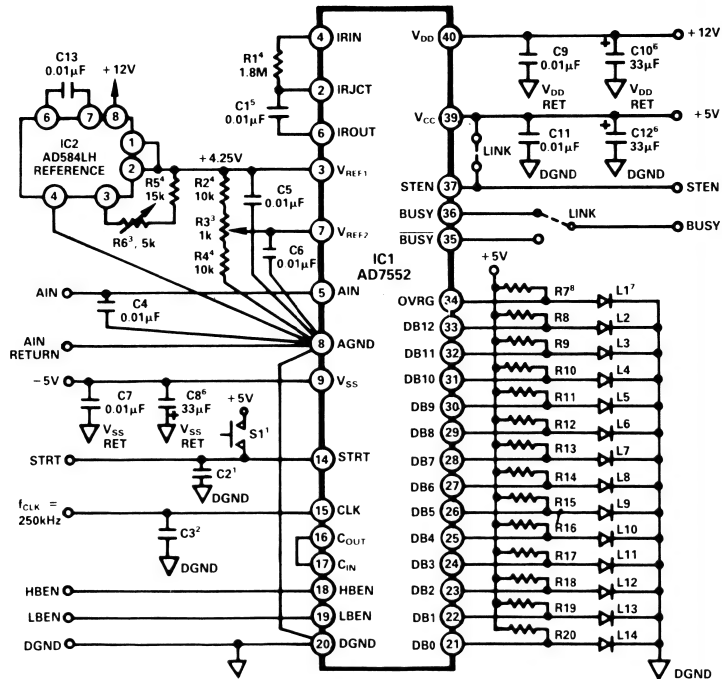 C13
0.01µF
+12V
6
7
8
1
2
4
3
IC2
AD584LH
REFERENCE
R5⁴
15k
R6³, 5k
+4.25V
R2⁴
10k
R3³
1k
R4⁴
10k
C5
0.01µF
C6
0.01µF
R1⁴
1.8M
C1⁵
0.01µF
4 IRIN
2 IRJCT
6 IROUT
3 VREF1
7 VREF2
IC1
AD7552
AIN
C4
0.01µF
5 AIN
AIN
RETURN
8 AGND
−5V
9 VSS
C7
0.01µF
VSS
RET
C8⁶
33µF
VSS
RET
+5V
S1¹
STRT
14 STRT
C2¹
DGND
fCLK =
250kHz
15 CLK
C3²
DGND
16 COUT
17 CIN
HBEN
18 HBEN
LBEN
19 LBEN
DGND
20 DGND
VDD 40
+12V
C9
0.01µF
VDD
RET
C10⁶
33µF
VDD
RET
VCC 39
+5V
LINK
C11
0.01µF
DGND
C12⁶
33µF
DGND
STEN 37
STEN
BUSY 36
LINK
BUSY
BUSY 35
+5V
OVRG 34 R7⁸ L1⁷
DB12 33 R8 L2
DB11 32 R9 L3
DB10 31 R10 L4
DB9 30 R11 L5
DB8 29 R12 L6
DB7 28 R13 L7
DB6 27 R14 L8
DB5 26 R15 L9
DB4 25 R16 L10
DB3 24 R17 L11
DB2 23 R18 L12
DB1 22 R19 L13
DB0 21 R20 L14
DGND